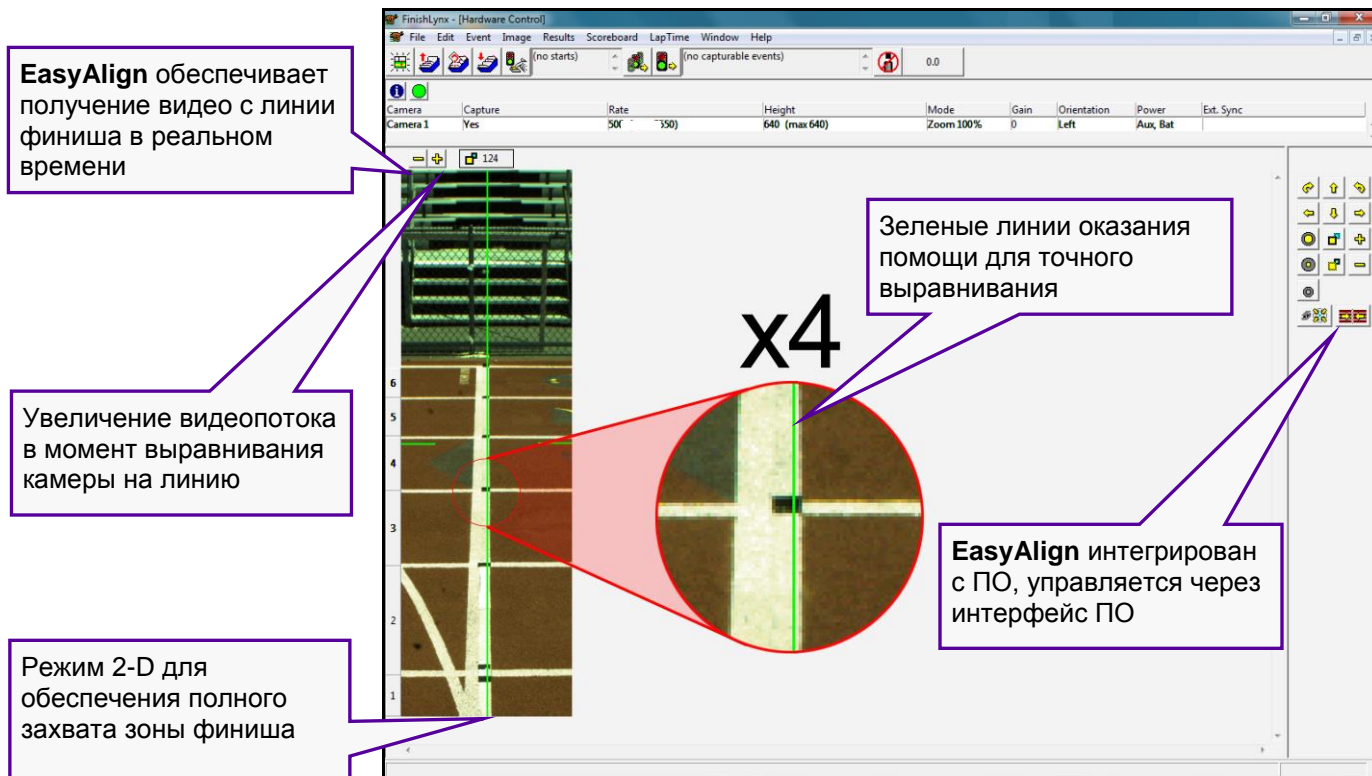 FinishLynx - [Hardware Control]
File Edit Event Image Results Scoreboard LapTime Window Help
(no starts)
(no capturable events)
0.0
Camera Capture Rate Height Mode Gain Orientation Power Ext. Sync
Camera 1 Yes 640 (max 640) Zoom 100% 0 Left Aux, Bat
124
EasyAlign обеспечивает
получение видео с линии
финиша в реальном
времени
Зеленые линии оказания
помощи для точного
выравнивания
x4
Увеличение видеопотока
в момент выравнивания
камеры на линию
6
5
4
3
2
1
EasyAlign интегрирован
с ПО, управляется через
интерфейс ПО
Режим 2-D для
обеспечения полного
захвата зоны финиша